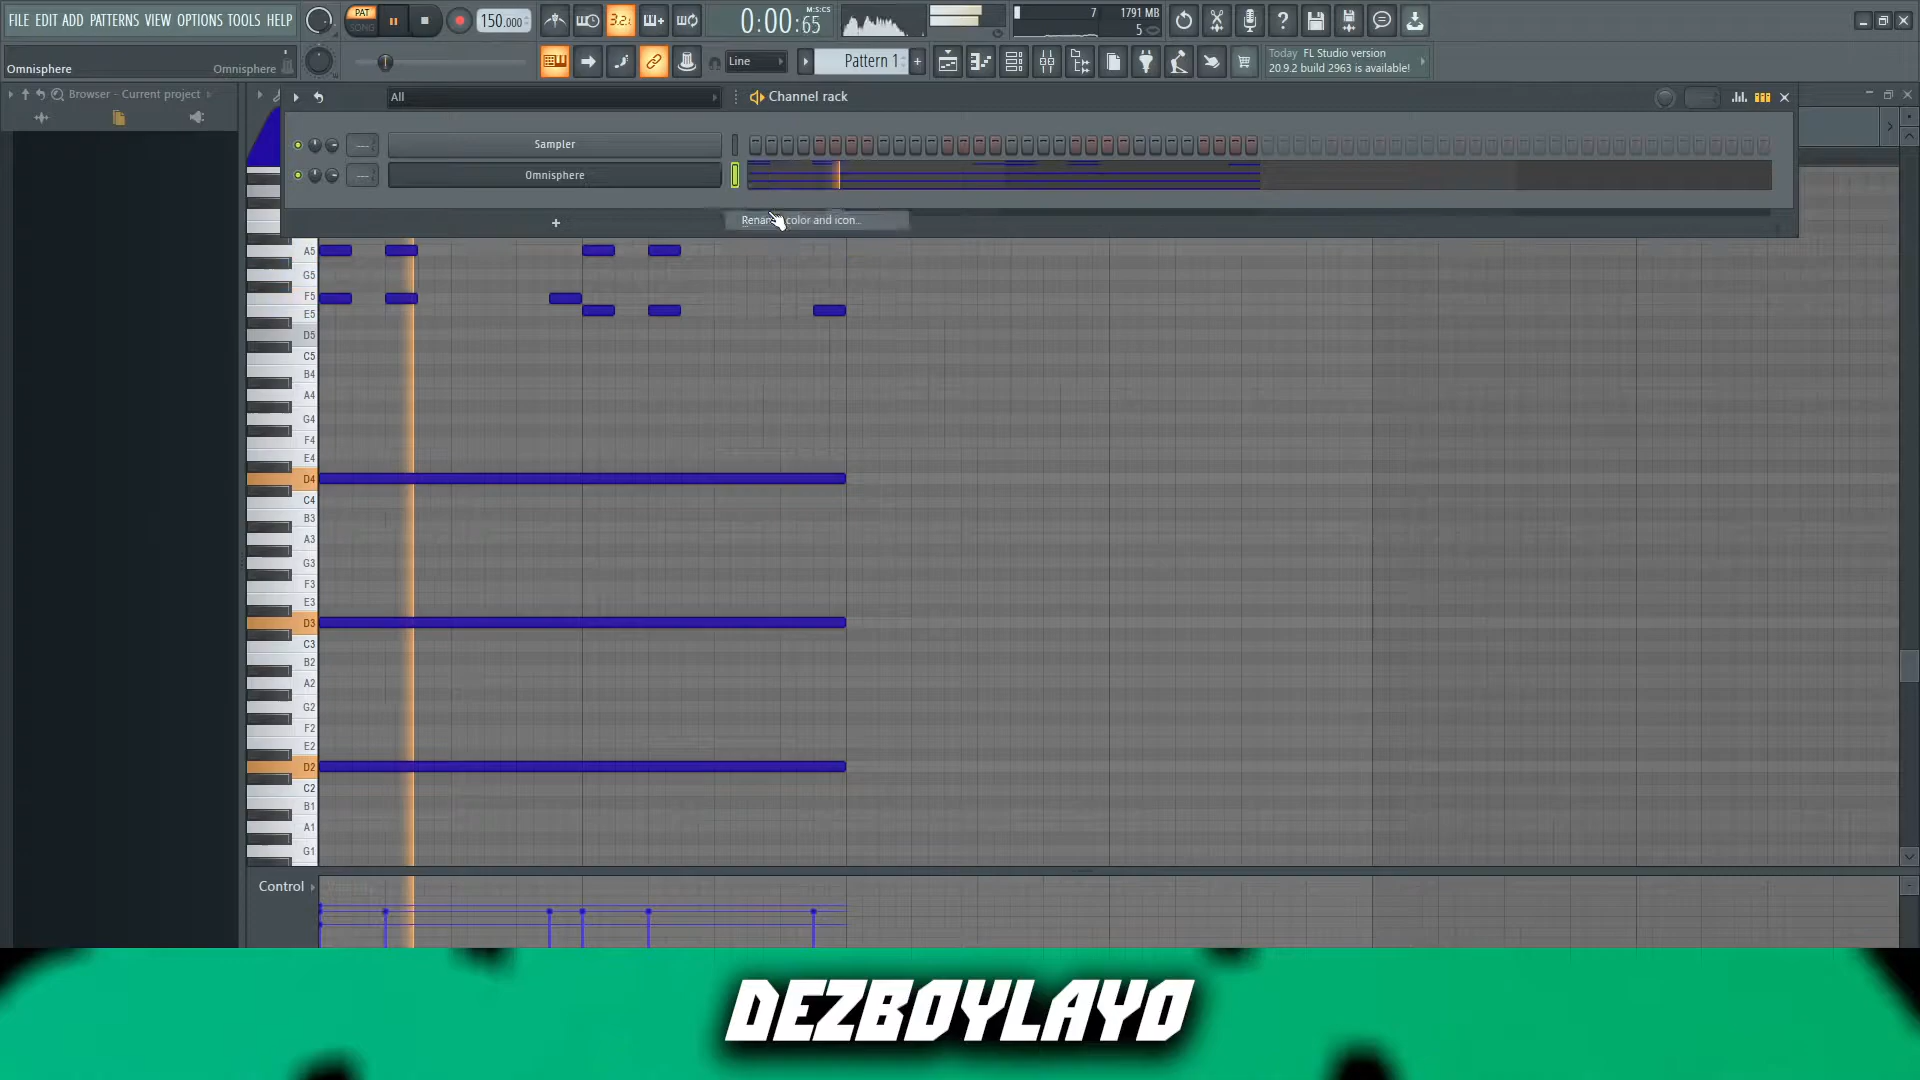 FILE EDIT ADD PATTERNS VIEW OPTIONS TOOLS HELP
PAT
SONG
150.000
3.2.
0:00:65
M:S:CS
7
1791 MB
5
Omnisphere
Omnisphere
Line
Pattern 1
+
Today FL Studio version
20.9.2 build 2963 is available!
Browser - Current project
All
Channel rack
Sampler
Omnisphere
+
Rename, color and icon...
A5
G5
F5
E5
D5
C5
B4
A4
G4
F4
E4
D4
C4
B3
A3
G3
F3
E3
D3
C3
B2
A2
G2
F2
E2
D2
C2
B1
A1
G1
Control
DEZBOYLAYO